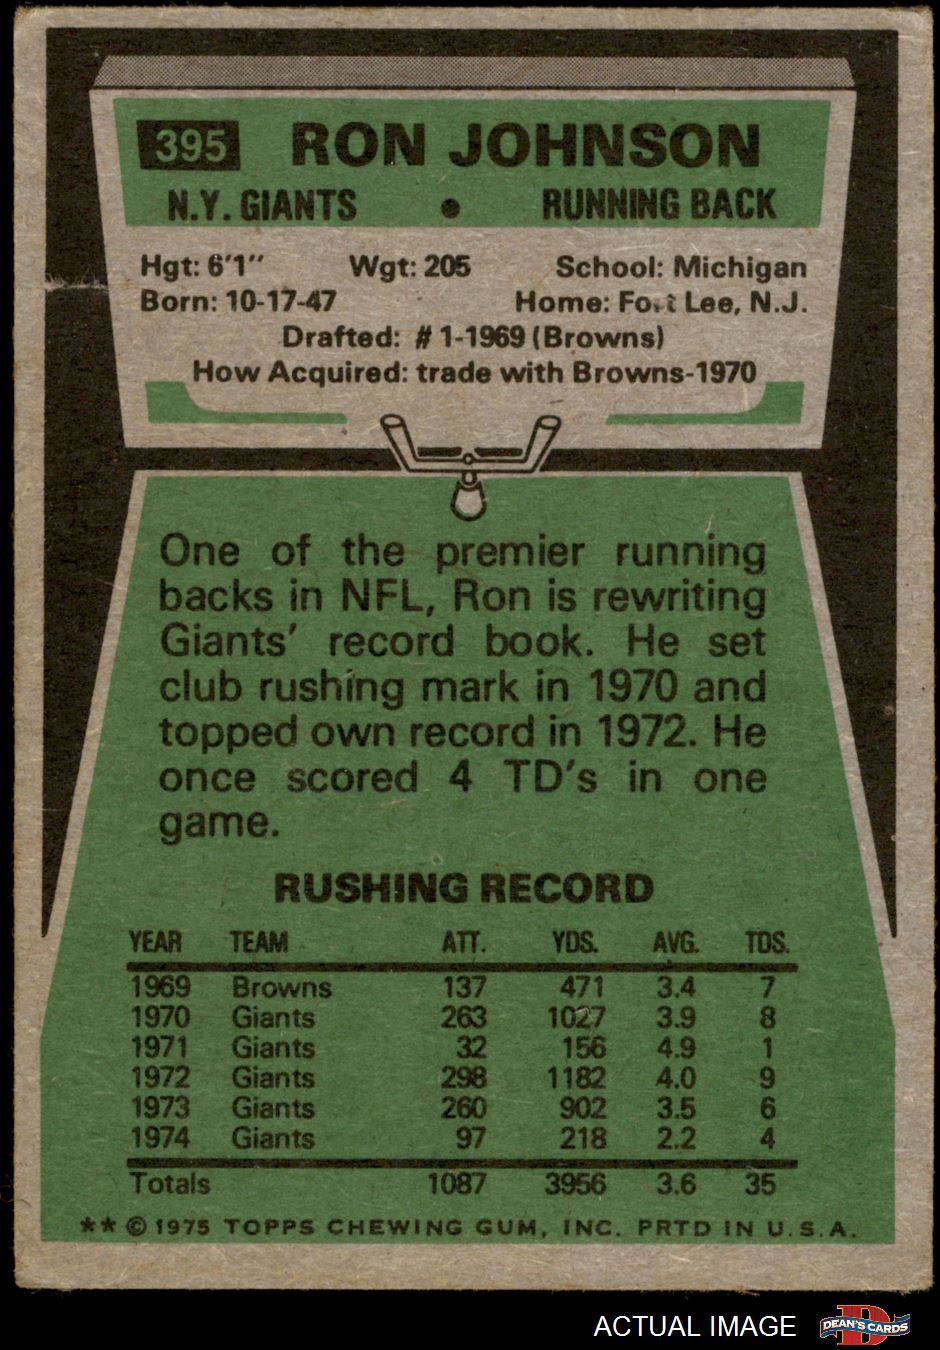 395 RON JOHNSON
N.Y. GIANTS • RUNNING BACK
Hgt: 6'1'' Wgt: 205 School: Michigan
Born: 10-17-47 Home: Fort Lee, N.J.
Drafted: #1-1969 (Browns)
How Acquired: trade with Browns-1970
One of the premier running
backs in NFL, Ron is rewriting
Giants' record book. He set
club rushing mark in 1970 and
topped own record in 1972. He
once scored 4 TD's in one
game.
RUSHING RECORD
YEAR TEAM ATT. YDS. AVG. TDS.
1969 Browns 137 471 3.4 7
1970 Giants 263 1027 3.9 8
1971 Giants 32 156 4.9 1
1972 Giants 298 1182 4.0 9
1973 Giants 260 902 3.5 6
1974 Giants 97 218 2.2 4
Totals 1087 3956 3.6 35
** © 1975 TOPPS CHEWING GUM, INC. PRTD IN U.S.A.
ACTUAL IMAGE
D
DEAN'S CARDS